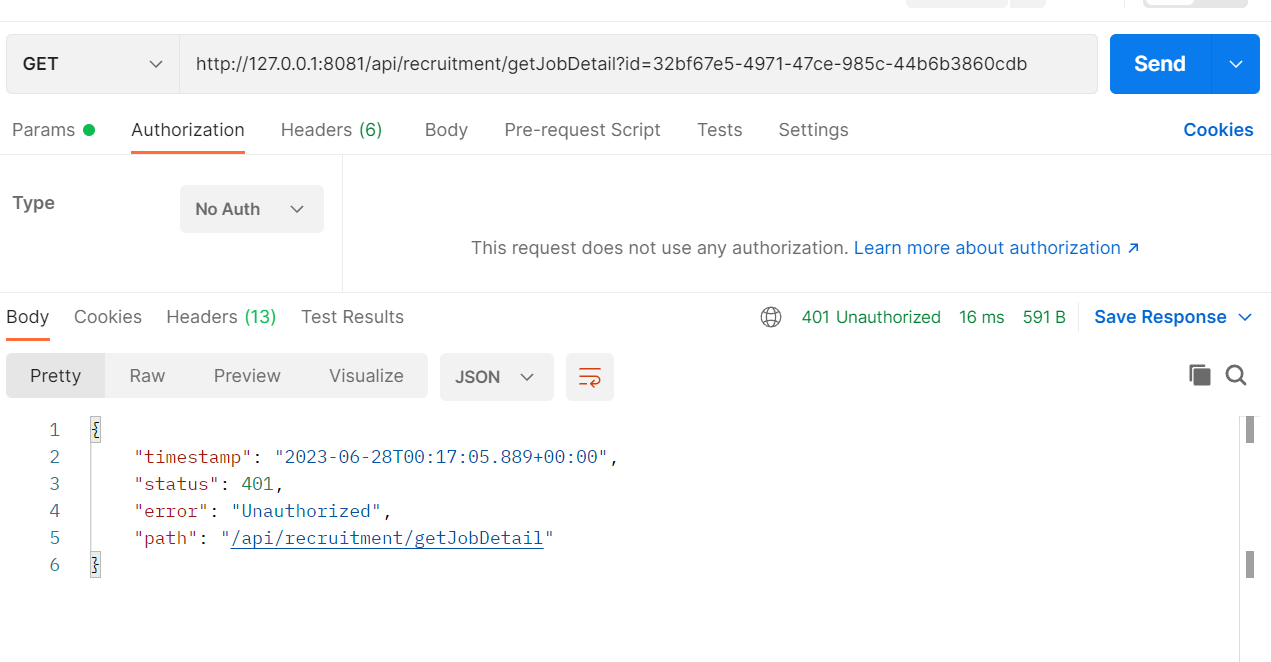 GET http://127.0.0.1:8081/api/recruitment/getJobDetail?id=32bf67e5-4971-47ce-985c-44b6b3860cdb Send
Params Authorization Headers (6) Body Pre-request Script Tests Settings Cookies
Type No Auth
This request does not use any authorization. Learn more about authorization ↗
Body Cookies Headers (13) Test Results 401 Unauthorized 16 ms 591 B Save Response
Pretty Raw Preview Visualize JSON
1 {
2 "timestamp": "2023-06-28T00:17:05.889+00:00",
3 "status": 401,
4 "error": "Unauthorized",
5 "path": "/api/recruitment/getJobDetail"
6 }